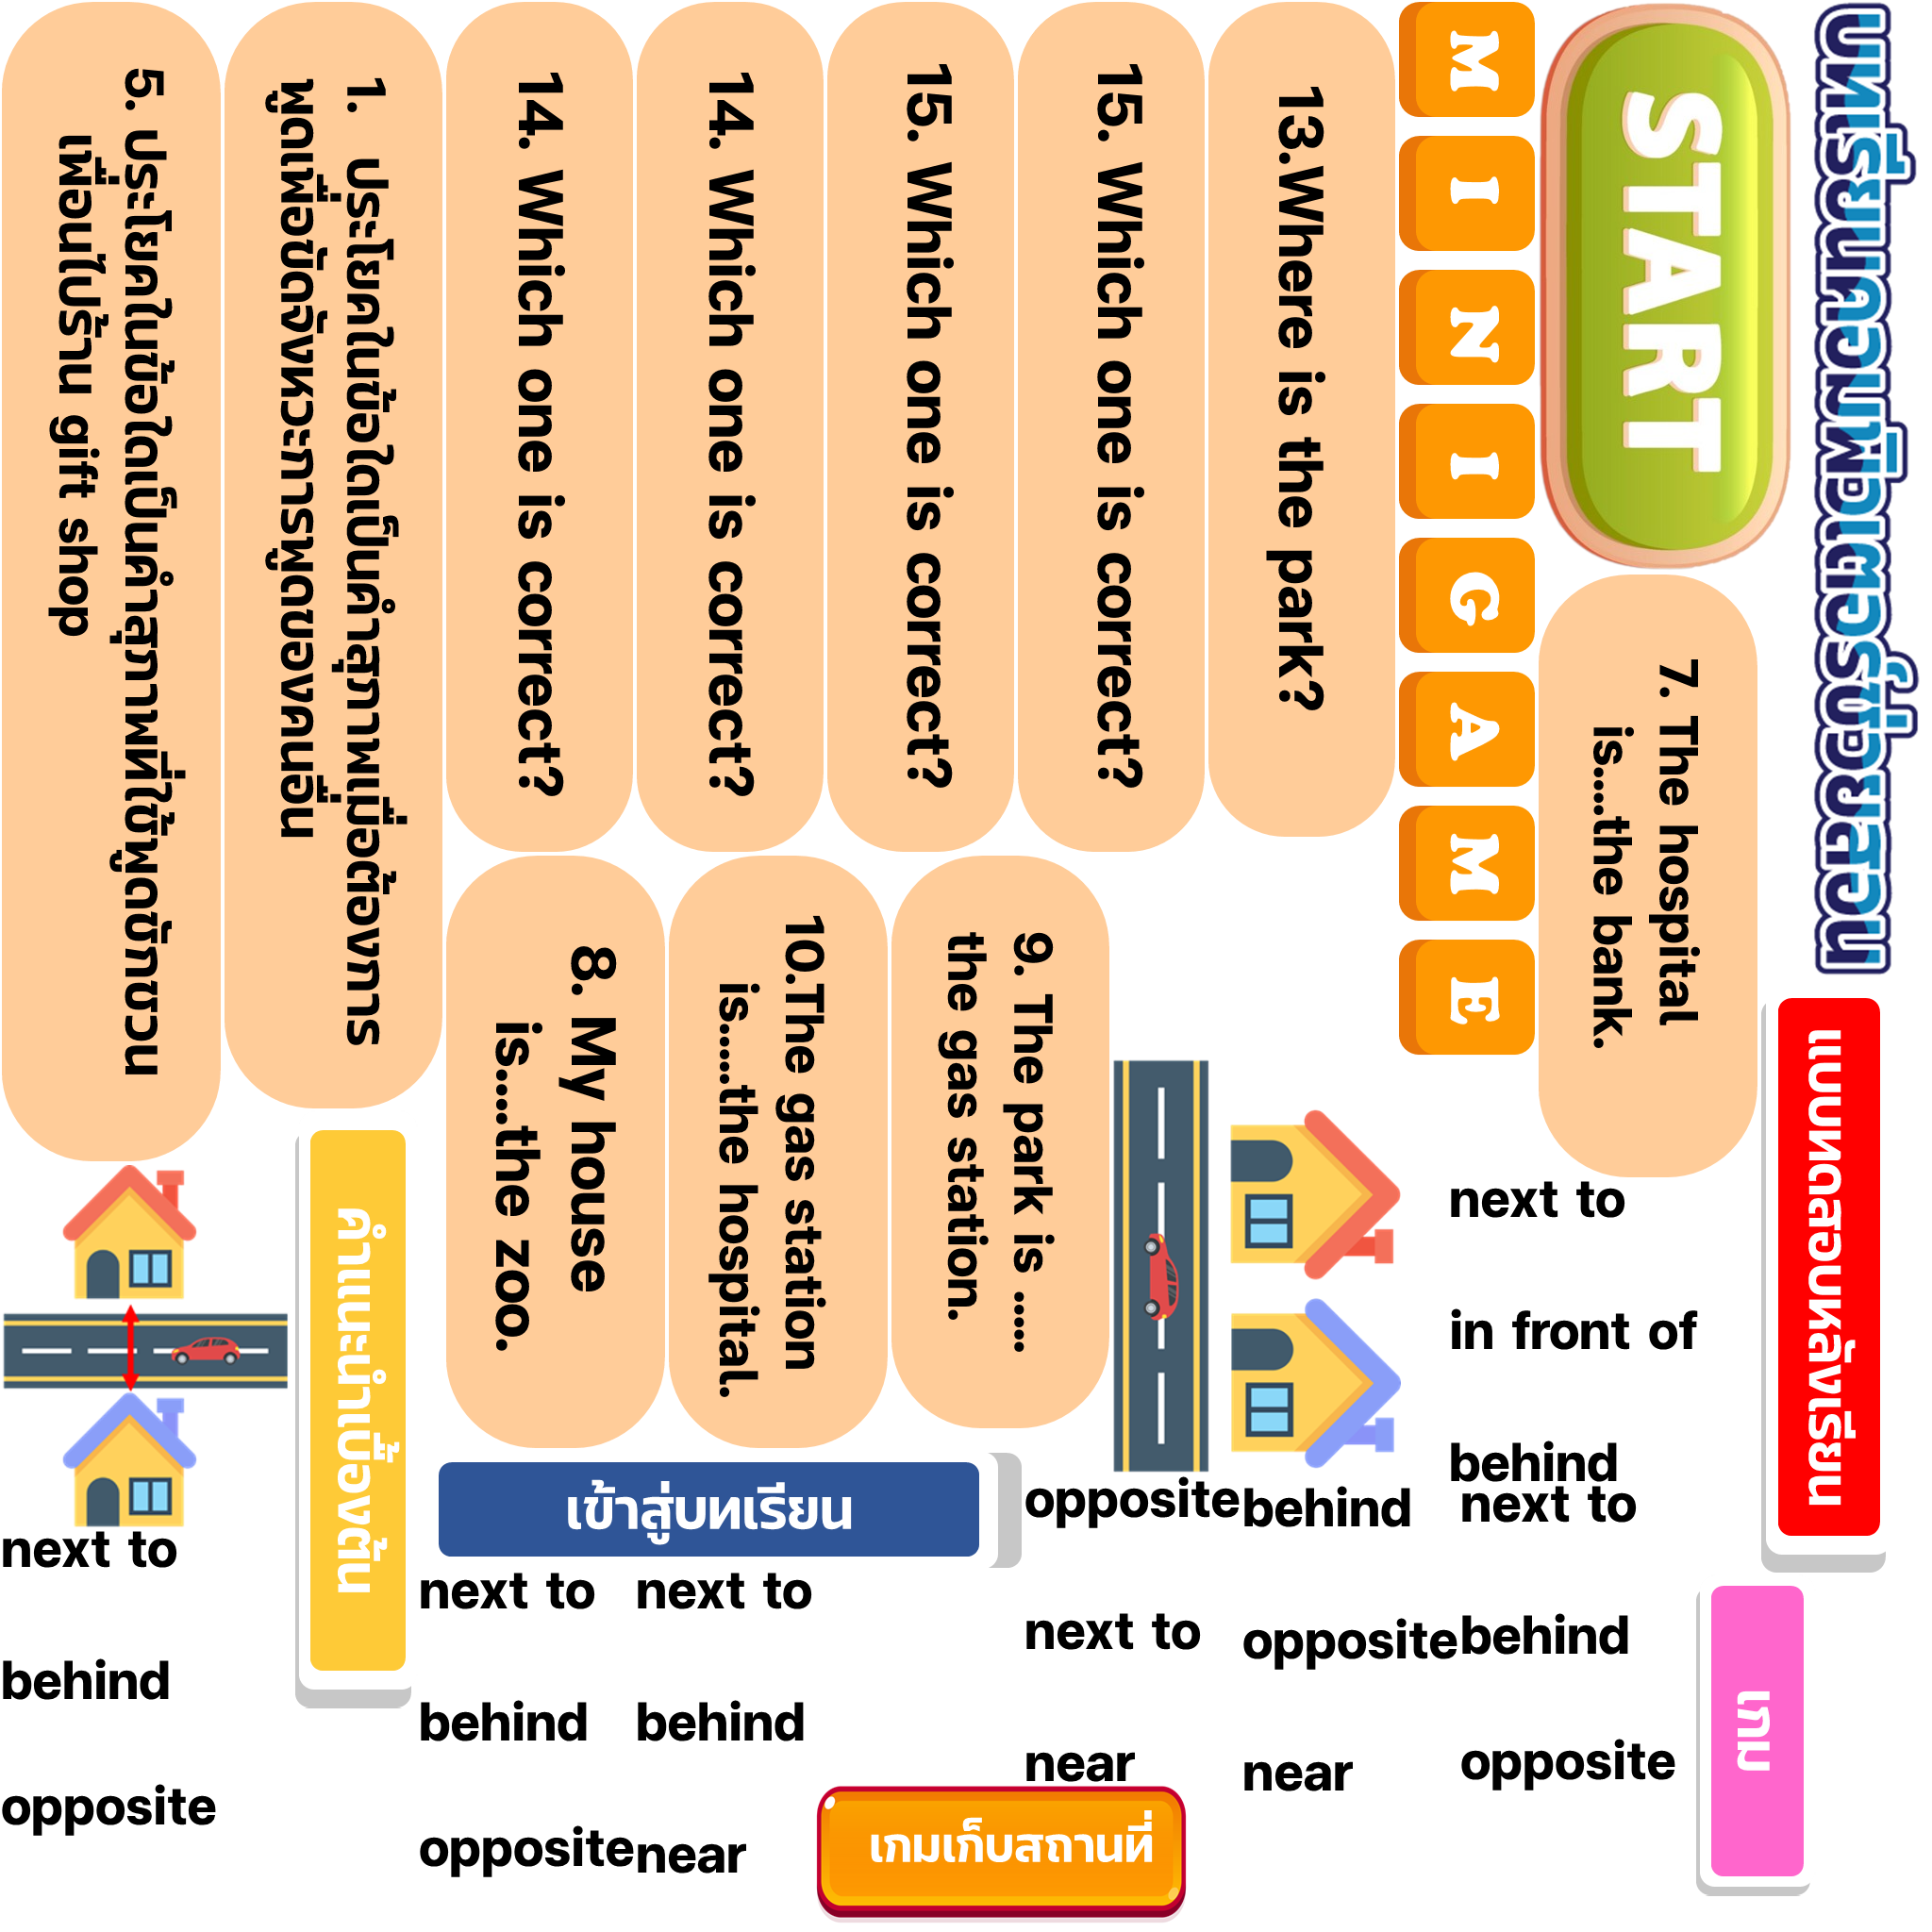 5. ประโยคในข้อใดเป็นคำสุภาพที่ใช้พูดชักชวน
เพื่อนไปร้าน gift shop
1. ประโยคในข้อใดเป็นคำสุภาพเมื่อต้องการ
พูดเพื่อขัดจังหวะการพูดของคนอื่น
14. Which one is correct?
14. Which one is correct?
15. Which one is correct?
15. Which one is correct?
13.Where is the park?
MINIGAME
START
บทเรียนคอมพิวเตอร์ช่วยสอน
7. The hospital
is....the bank.
8. My house
is....the zoo.
10.The gas station
is.....the hospital.
9. The park is ......
the gas station.
แบบทดสอบหลังเรียน
คำแนะนำเบื้องต้น
เข้าสู่บทเรียน
next to
in front of
behind
next to
behind
opposite
next to
behind
opposite
next to
behind
near
opposite
next to
near
behind
opposite
near
next to
behind
opposite
เกม
เกมเก็บสถานที่